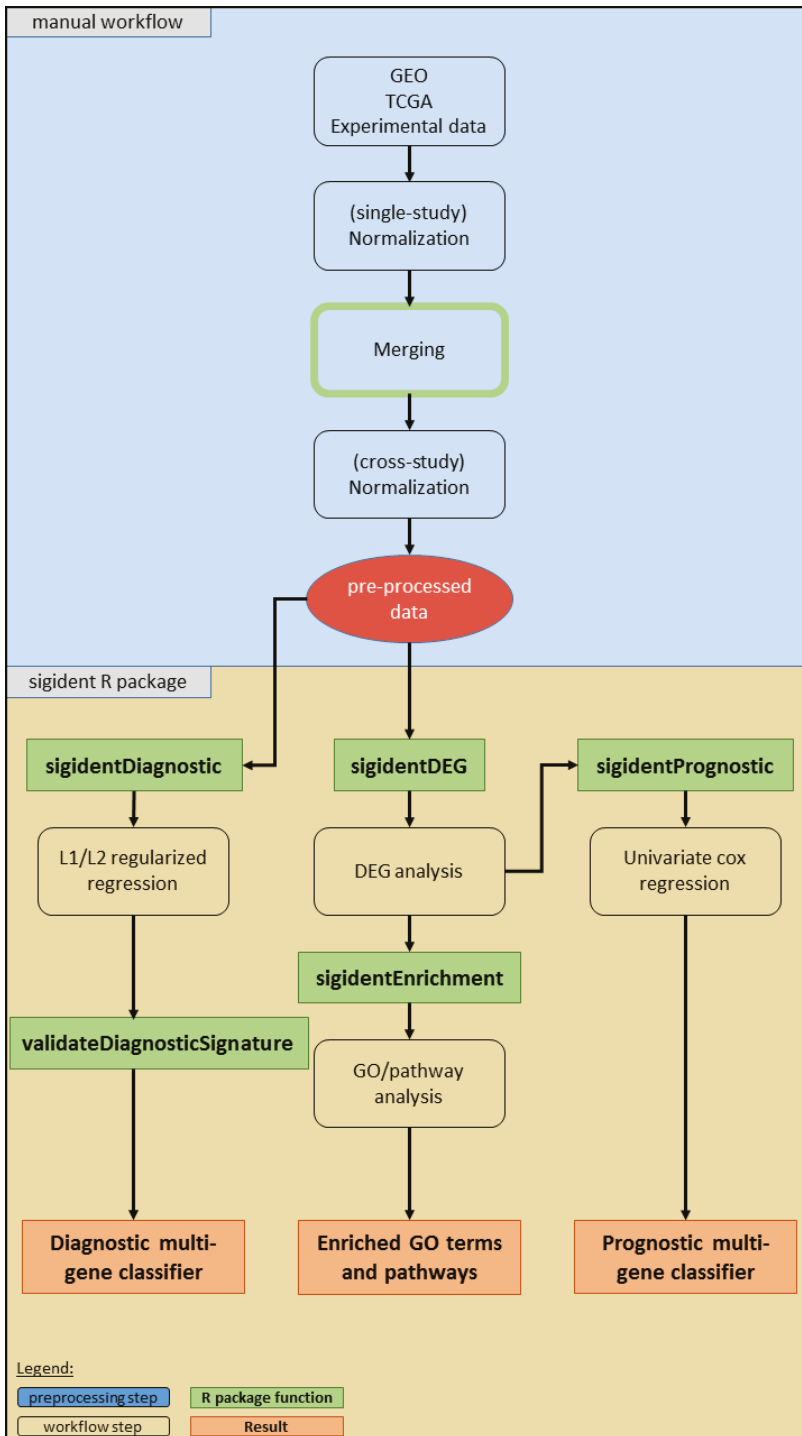 manual workflow
GEO
TCGA
Experimental data
(single-study)
Normalization
Merging
(cross-study)
Normalization
pre-processed
data
sigident R package
sigidentDiagnostic
sigidentDEG
sigidentPrognostic
L1/L2 regularized
regression
DEG analysis
Univariate cox
regression
sigidentEnrichment
validateDiagnosticSignature
GO/pathway
analysis
Diagnostic multi-
gene classifier
Enriched GO terms
and pathways
Prognostic multi-
gene classifier
Legend:
preprocessing step
R package function
workflow step
Result